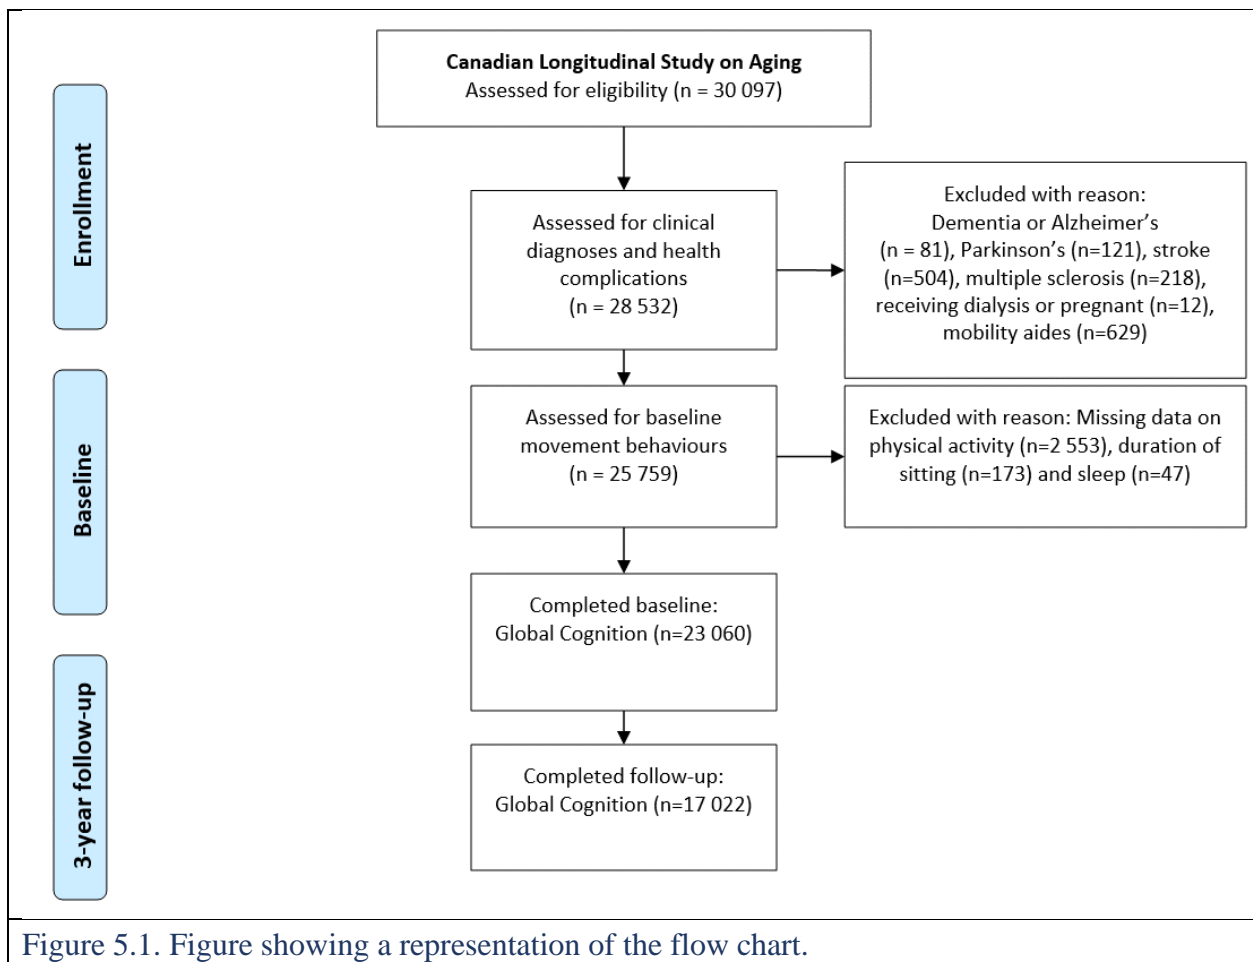 Canadian Longitudinal Study on Aging
Assessed for eligibility (n = 30 097)
Enrollment
Assessed for clinical
diagnoses and health
complications
(n = 28 532)
Excluded with reason:
Dementia or Alzheimer's
(n = 81), Parkinson's (n=121), stroke
(n=504), multiple sclerosis (n=218),
receiving dialysis or pregnant (n=12),
mobility aides (n=629)
Baseline
Assessed for baseline
movement behaviours
(n = 25 759)
Excluded with reason: Missing data on
physical activity (n=2 553), duration of
sitting (n=173) and sleep (n=47)
Completed baseline:
Global Cognition (n=23 060)
3-year follow-up
Completed follow-up:
Global Cognition (n=17 022)
Figure 5.1. Figure showing a representation of the flow chart.